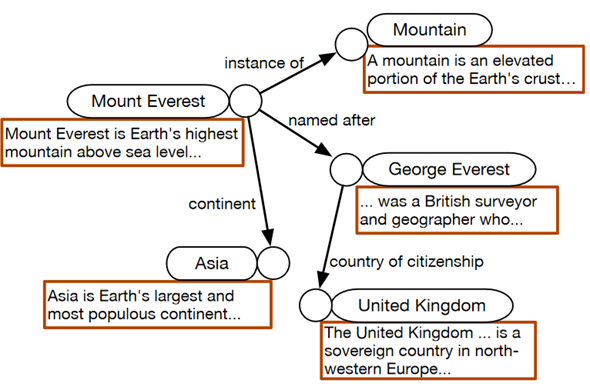 Mountain
A mountain is an elevated
portion of the Earth's crust...
instance of
Mount Everest
Mount Everest is Earth's highest
mountain above sea level...
named after
George Everest
... was a British surveyor
and geographer who...
continent
Asia
Asia is Earth's largest and
most populous continent...
country of citizenship
United Kingdom
The United Kingdom ... is a
sovereign country in north-
western Europe...